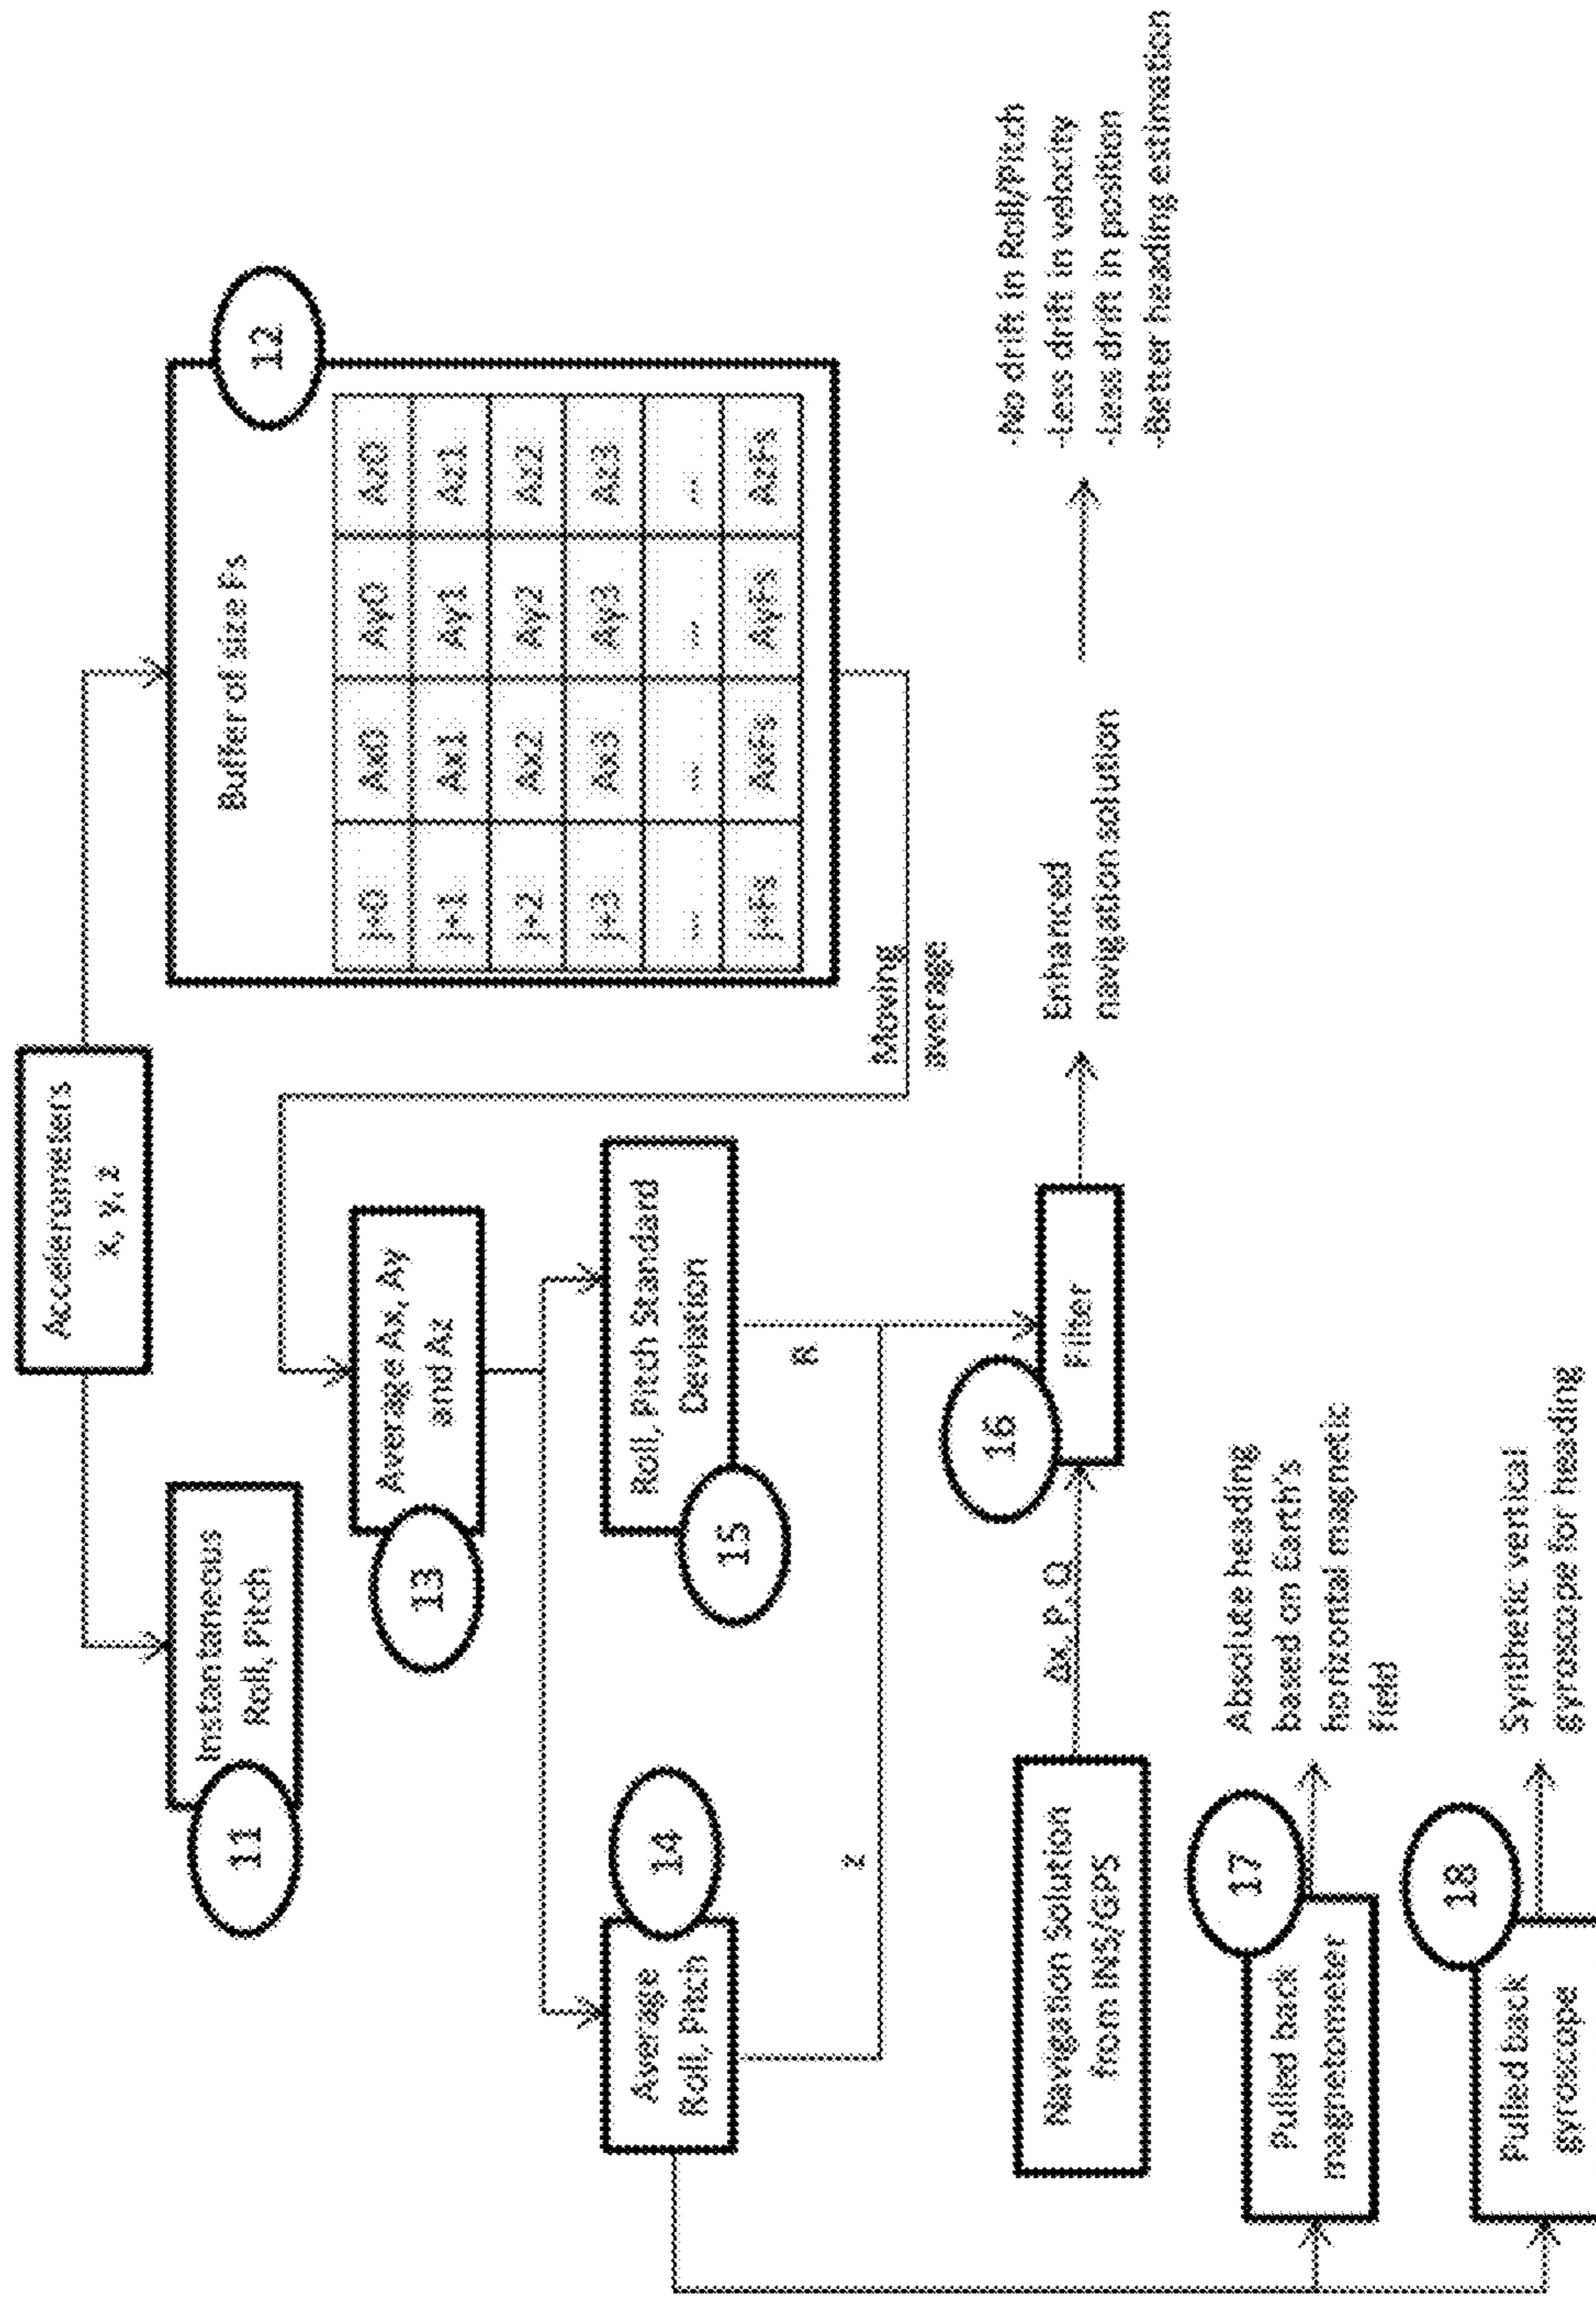 Accelerometers
x, y, z
11
Instantaneous
Roll, Pitch
12
Buffer of size Fs
j+0 Ax0 Ay0 Az0
j+1 Ax1 Ay1 Az1
j+2 Ax2 Ay2 Az2
j+3 Ax3 Ay3 Az3
... ... ... ...
j+Fs AxFs AyFs AzFs
Moving
average
13
Average Ax, Ay
and Az
14
Average
Roll, Pitch
15
Roll, Pitch Standard
Deviation
z
R
Navigation Solution
from INS/GPS
Δx, P, Q
16
Filter
Enhanced
navigation solution
-No drift in Roll/Pitch
-Less drift in velocity
-Less drift in position
-Better heading estimation
17
Pulled back
magnetometer
Absolute heading
based on Earth's
horizontal magnetic
field
18
Pulled back
gyroscope
Synthetic vertical
gyroscope for heading